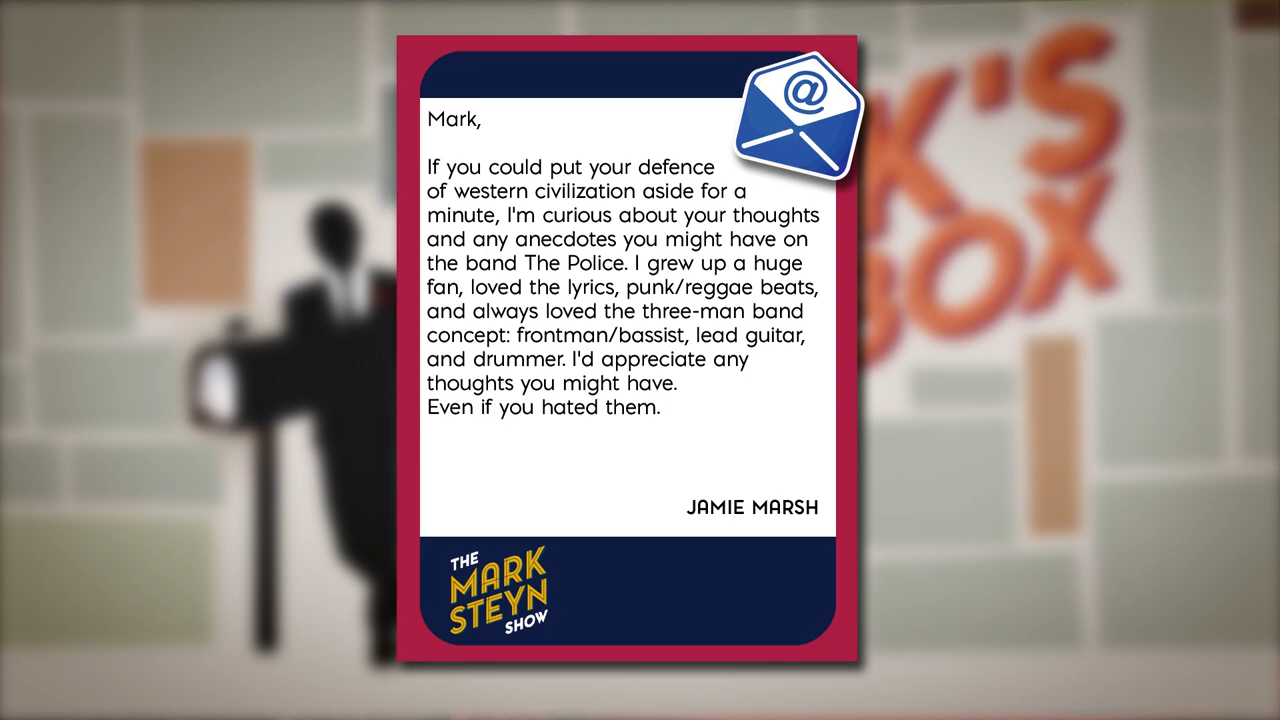 Mark,
If you could put your defence
of western civilization aside for a
minute, I'm curious about your thoughts
and any anecdotes you might have on
the band The Police. I grew up a huge
fan, loved the lyrics, punk/reggae beats,
and always loved the three-man band
concept: frontman/bassist, lead guitar,
and drummer. I'd appreciate any
thoughts you might have.
Even if you hated them.
JAMIE MARSH
THE
MARK
STEYN
SHOW
@
K'S
BOX